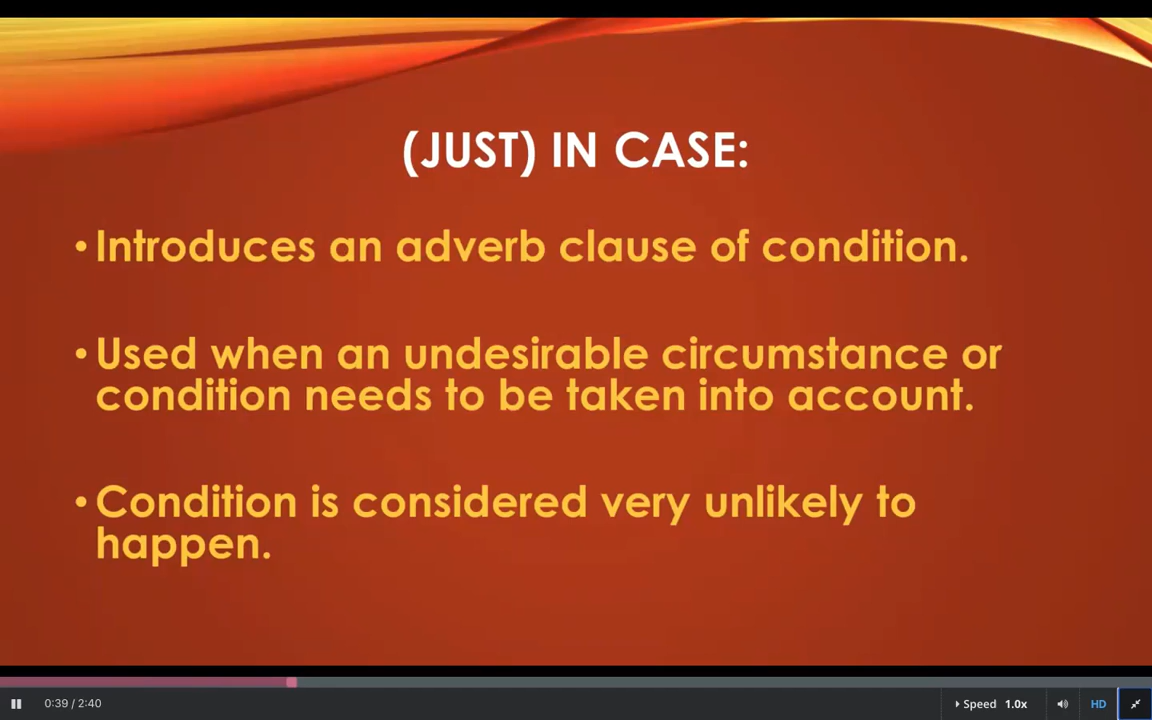 (JUST) IN CASE:
• Introduces an adverb clause of condition.
• Used when an undesirable circumstance or
condition needs to be taken into account.
• Condition is considered very unlikely to
happen.
0:39 / 2:40
Speed 1.0x
HD